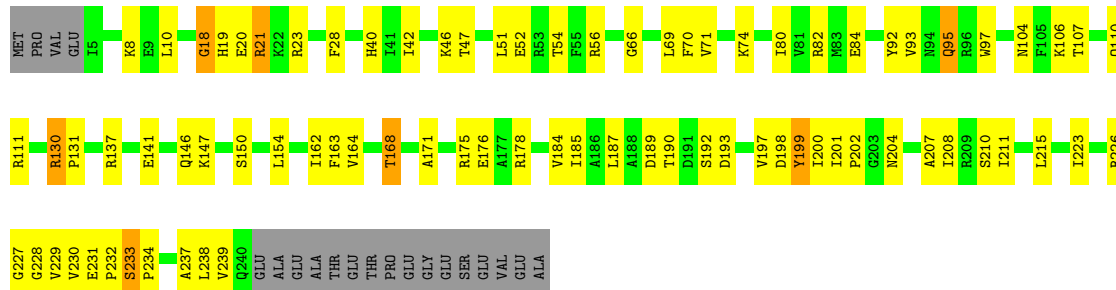 MET PRO VAL GLU I5 K8 E9 L10 G18 H19 E20 R21 K22 R23 F28 H40 I41 I42 K46 T47 L51 E52 R53 T54 F55 R56 G66 L69 F70 V71 K74 I80 V81 R82 M83 E84 Y92 Y93 N94 Q95 R96 W97 N104 F105 K106 T107
R111 R130 P131 R137 E141 Q146 K147 S150 L154 I162 F163 V164 T168 A171 R175 E176 A177 R178 V184 I185 A186 L187 A188 D189 T190 D191 S192 D193 V197 D198 Y199 I200 I201 P202 G203 N204 A207 I208 R209 S210 I211 L215 I223
G227 G228 V229 V230 E231 P232 S233 P234 A237 L238 V239 Q240 GLU ALA GLU ALA THR GLU THR PRO GLU GLY GLU SER GLU VAL GLU ALA